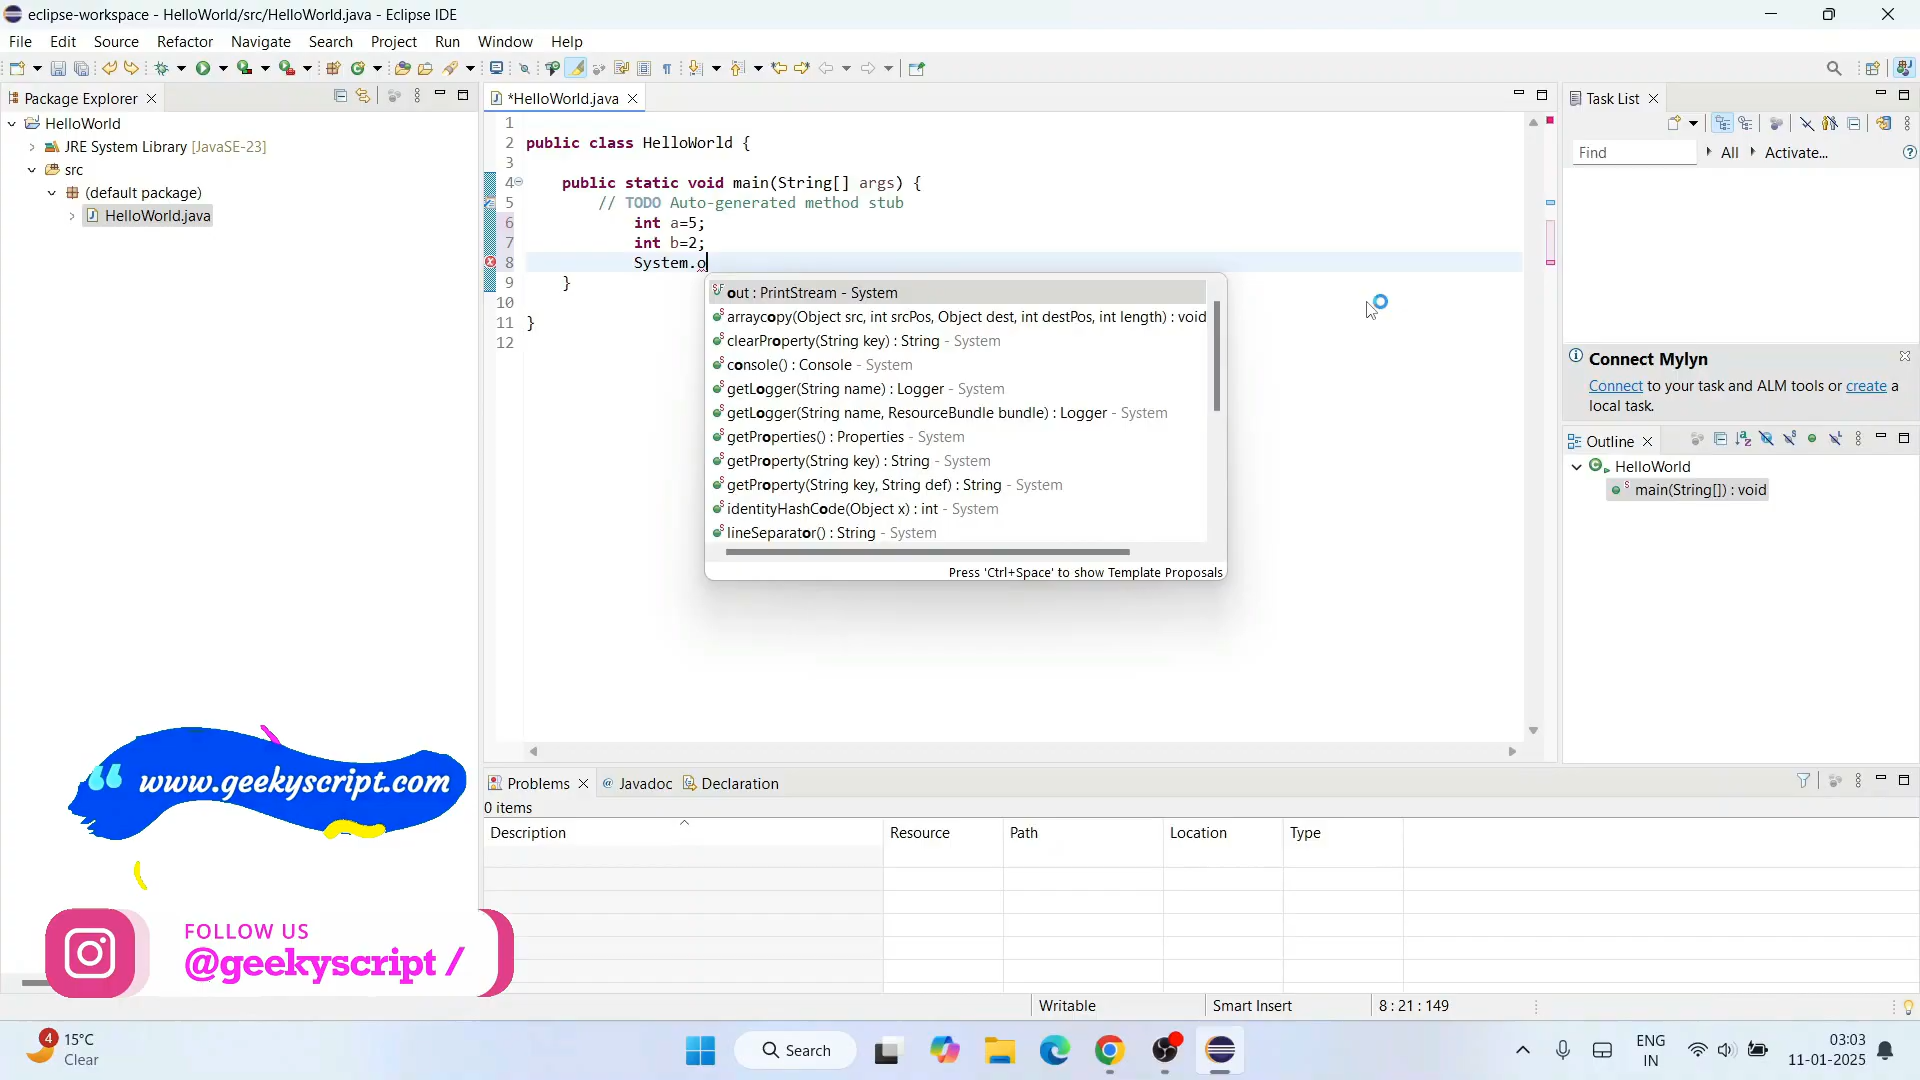 eclipse-workspace - HelloWorld/src/HelloWorld.java - Eclipse IDE
File Edit Source Refactor Navigate Search Project Run Window Help
Package Explorer
HelloWorld
JRE System Library [JavaSE-23]
src
(default package)
HelloWorld.java
*HelloWorld.java
1
2 public class HelloWorld {
3
4 public static void main(String[] args) {
5 // TODO Auto-generated method stub
6 int a=5;
7 int b=2;
8 System.o
9 }
10
11 }
12
out : PrintStream - System
arraycopy(Object src, int srcPos, Object dest, int destPos, int length) : void
clearProperty(String key) : String - System
console() : Console - System
getLogger(String name) : Logger - System
getLogger(String name, ResourceBundle bundle) : Logger - System
getProperties() : Properties - System
getProperty(String key) : String - System
getProperty(String key, String def) : String - System
identityHashCode(Object x) : int - System
lineSeparator() : String - System
Press 'Ctrl+Space' to show Template Proposals
Task List
Find All Activate...
Connect Mylyn
Connect to your task and ALM tools or create a
local task.
Outline
HelloWorld
main(String[]) : void
Problems Javadoc Declaration
0 items
Description Resource Path Location Type
www.geekyscript.com
FOLLOW US
@geekyscript /
Writable Smart Insert 8 : 21 : 149
4 15°C
Clear
Search
ENG
IN
03:03
11-01-2025